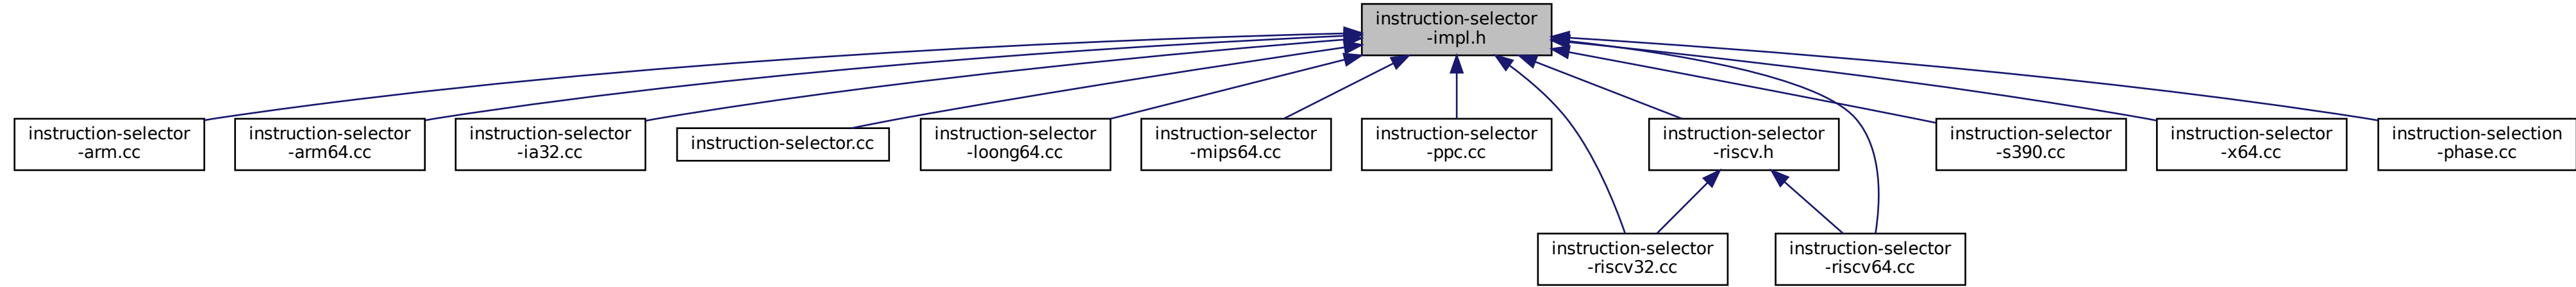 instruction-selector
-impl.h
instruction-selector
-arm.cc
instruction-selector
-arm64.cc
instruction-selector
-ia32.cc
instruction-selector.cc
instruction-selector
-loong64.cc
instruction-selector
-mips64.cc
instruction-selector
-ppc.cc
instruction-selector
-riscv.h
instruction-selector
-s390.cc
instruction-selector
-x64.cc
instruction-selection
-phase.cc
instruction-selector
-riscv32.cc
instruction-selector
-riscv64.cc